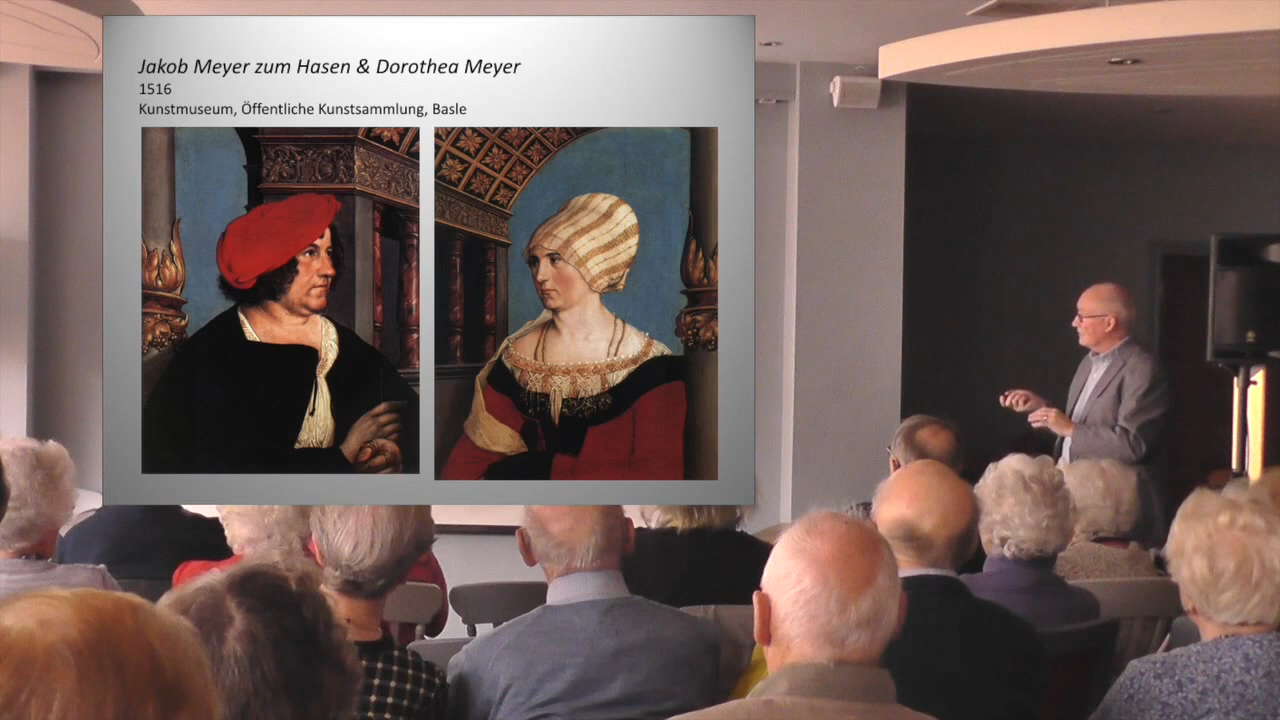 Jakob Meyer zum Hasen & Dorothea Meyer
1516
Kunstmuseum, Öffentliche Kunstsammlung, Basle